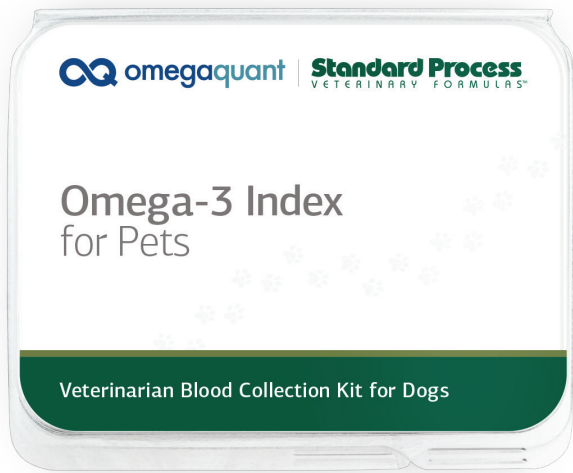 omegaquant | Standard Process
VETERINARY FORMULAS™
Omega-3 Index
for Pets
Veterinarian Blood Collection Kit for Dogs